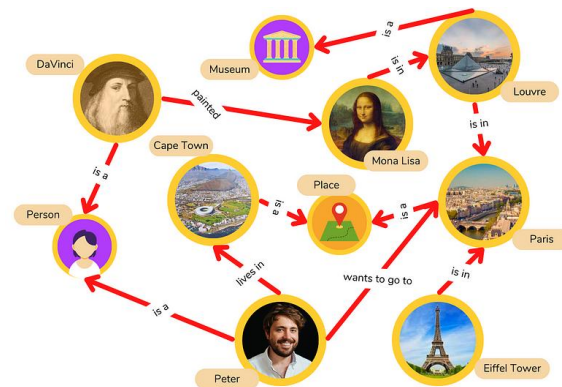 is a
DaVinci
Museum
is in
Louvre
painted
is in
Cape Town
Mona Lisa
is a
Place
Person
is a
is a
Paris
lives in
wants to go to
is in
is a
Peter
Eiffel Tower